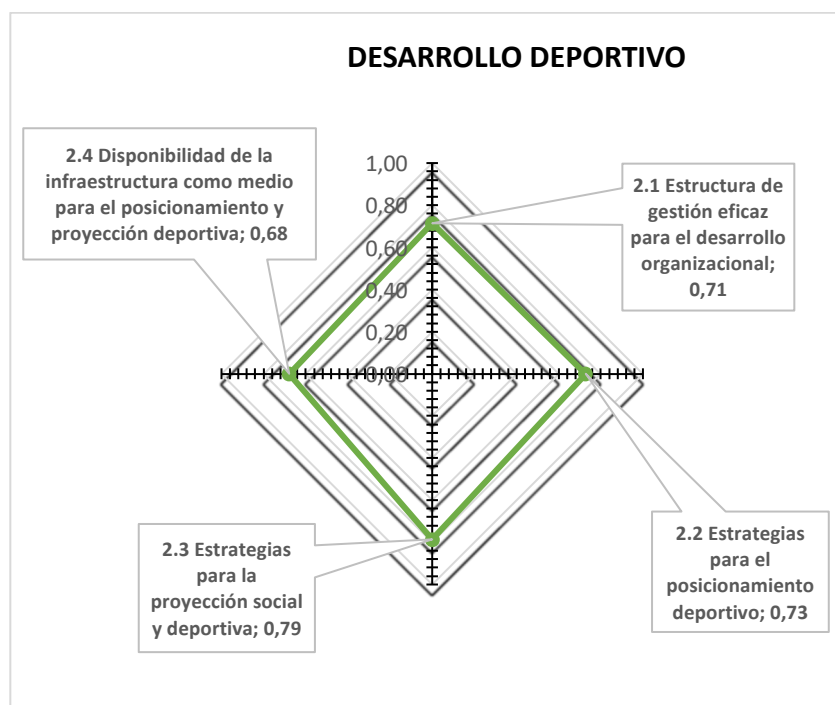 DESARROLLO DEPORTIVO
2.4 Disponibilidad de la
infraestructura como medio
para el posicionamiento y
proyección deportiva; 0,68
1,00
0,80
0,60
0,40
0,20
0,00
2.1 Estructura de
gestión eficaz
para el desarrollo
organizacional;
0,71
2.3 Estrategias
para la
proyección social
y deportiva; 0,79
2.2 Estrategias
para el
posicionamiento
deportivo; 0,73